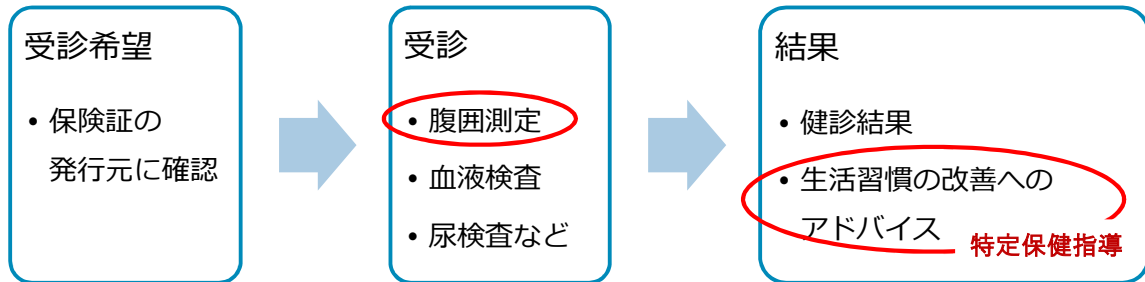 受診希望
• 保険証の
発行元に確認
受診
• 腹囲測定
• 血液検査
• 尿検査など
結果
• 健診結果
• 生活習慣の改善への
アドバイス
特定保健指導